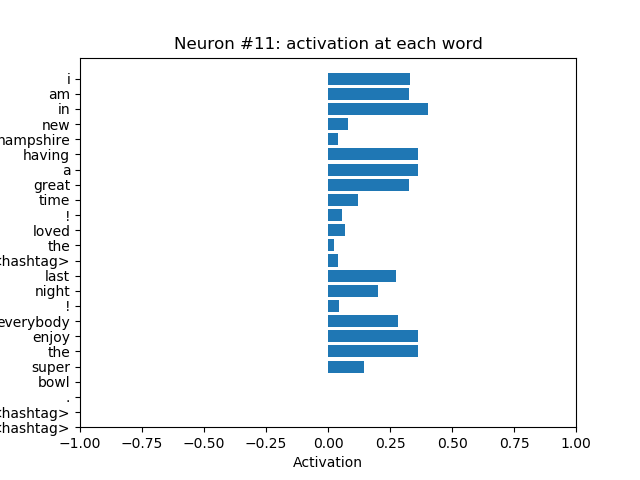 Neuron #11: activation at each word
i
am
in
new
hampshire
having
a
great
time
!
loved
the
hashtag>
last
night
!
everybody
enjoy
the
super
bowl
.
hashtag>
hashtag>
−1.00 −0.75 −0.50 −0.25 0.00 0.25 0.50 0.75 1.00
Activation